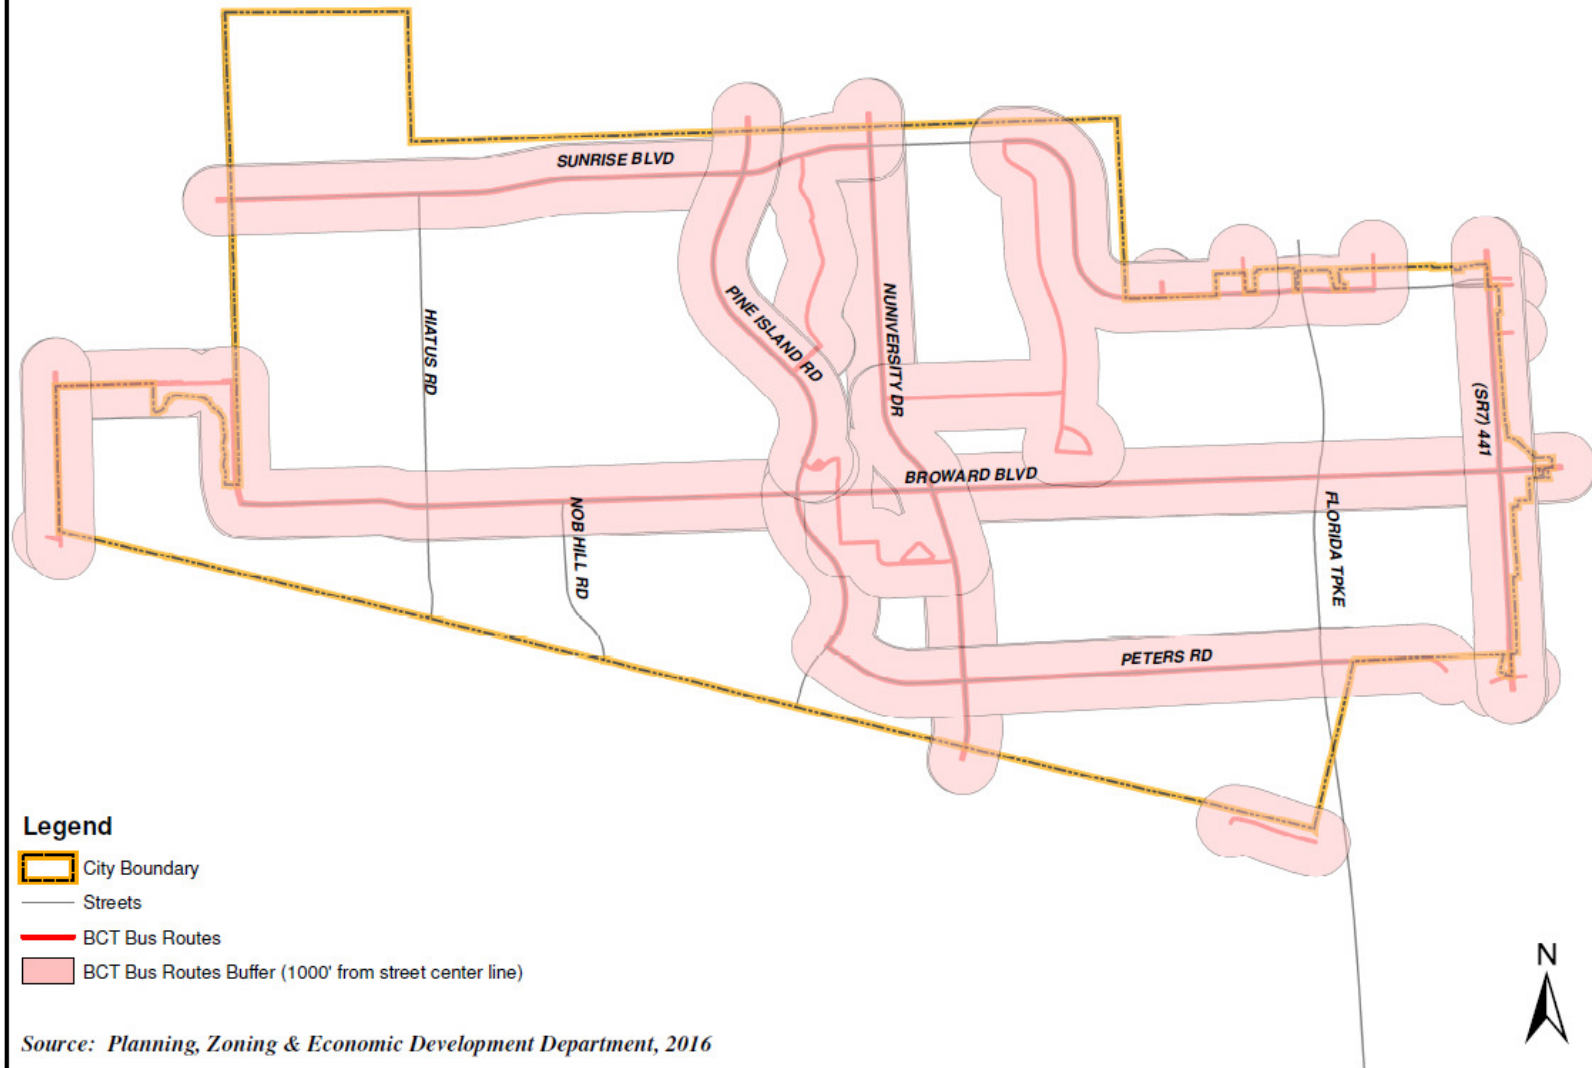 SUNRISE BLVD
HIATUS RD
PINE ISLAND RD
NUNIVERSITY DR
(SR7) 441
BROWARD BLVD
NOB HILL RD
FLORIDA TPKE
PETERS RD
Legend
City Boundary
Streets
BCT Bus Routes
BCT Bus Routes Buffer (1000' from street center line)
N
Source: Planning, Zoning & Economic Development Department, 2016